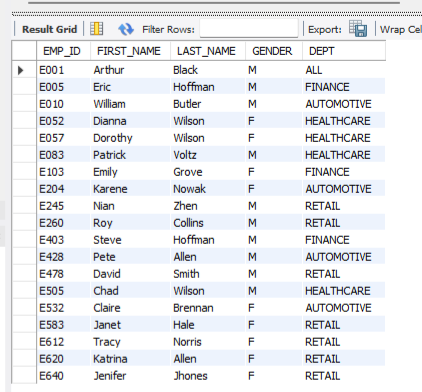 Result Grid Filter Rows: Export: Wrap Cel
EMP_ID FIRST_NAME LAST_NAME GENDER DEPT
E001 Arthur Black M ALL
E005 Eric Hoffman M FINANCE
E010 William Butler M AUTOMOTIVE
E052 Dianna Wilson F HEALTHCARE
E057 Dorothy Wilson F HEALTHCARE
E083 Patrick Voltz M HEALTHCARE
E103 Emily Grove F FINANCE
E204 Karene Nowak F AUTOMOTIVE
E245 Nian Zhen M RETAIL
E260 Roy Collins M RETAIL
E403 Steve Hoffman M FINANCE
E428 Pete Allen M AUTOMOTIVE
E478 David Smith M RETAIL
E505 Chad Wilson M HEALTHCARE
E532 Claire Brennan F AUTOMOTIVE
E583 Janet Hale F RETAIL
E612 Tracy Norris F RETAIL
E620 Katrina Allen F RETAIL
E640 Jenifer Jhones F RETAIL